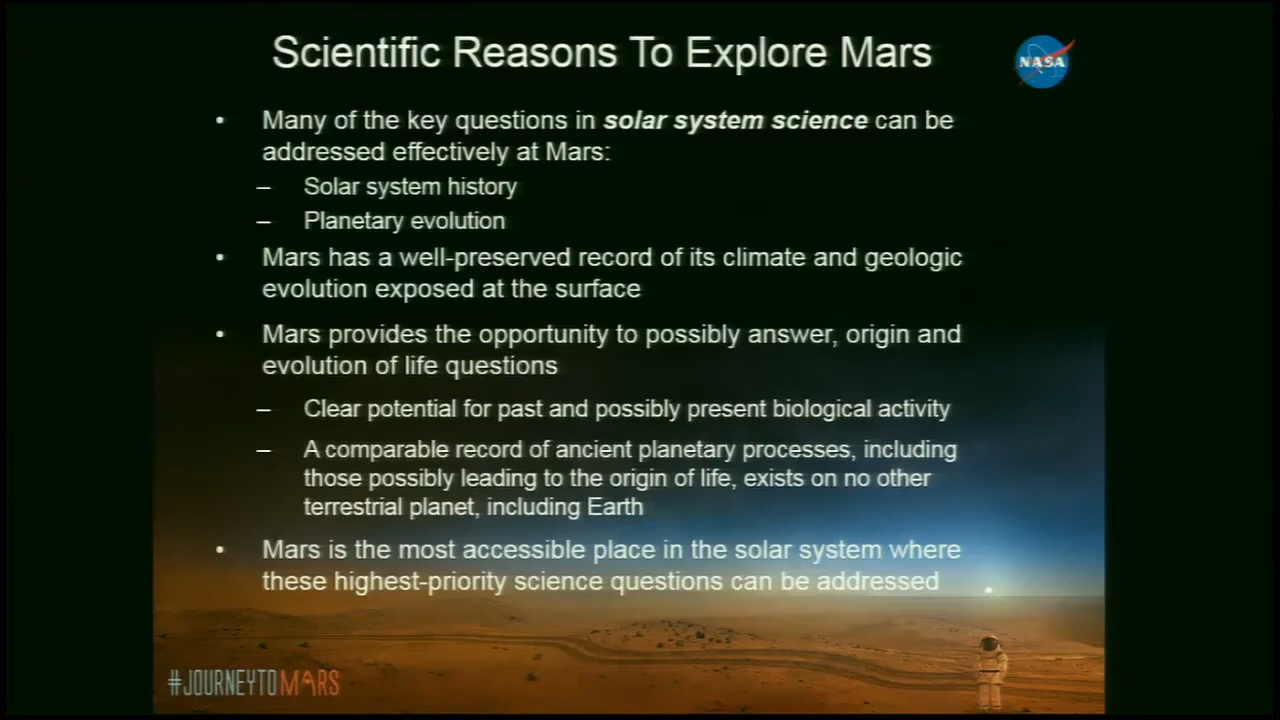 Scientific Reasons To Explore Mars
NASA
• Many of the key questions in solar system science can be
addressed effectively at Mars:
– Solar system history
– Planetary evolution
• Mars has a well-preserved record of its climate and geologic
evolution exposed at the surface
• Mars provides the opportunity to possibly answer, origin and
evolution of life questions
– Clear potential for past and possibly present biological activity
– A comparable record of ancient planetary processes, including
those possibly leading to the origin of life, exists on no other
terrestrial planet, including Earth
• Mars is the most accessible place in the solar system where
these highest-priority science questions can be addressed
#JOURNEYTOMARS